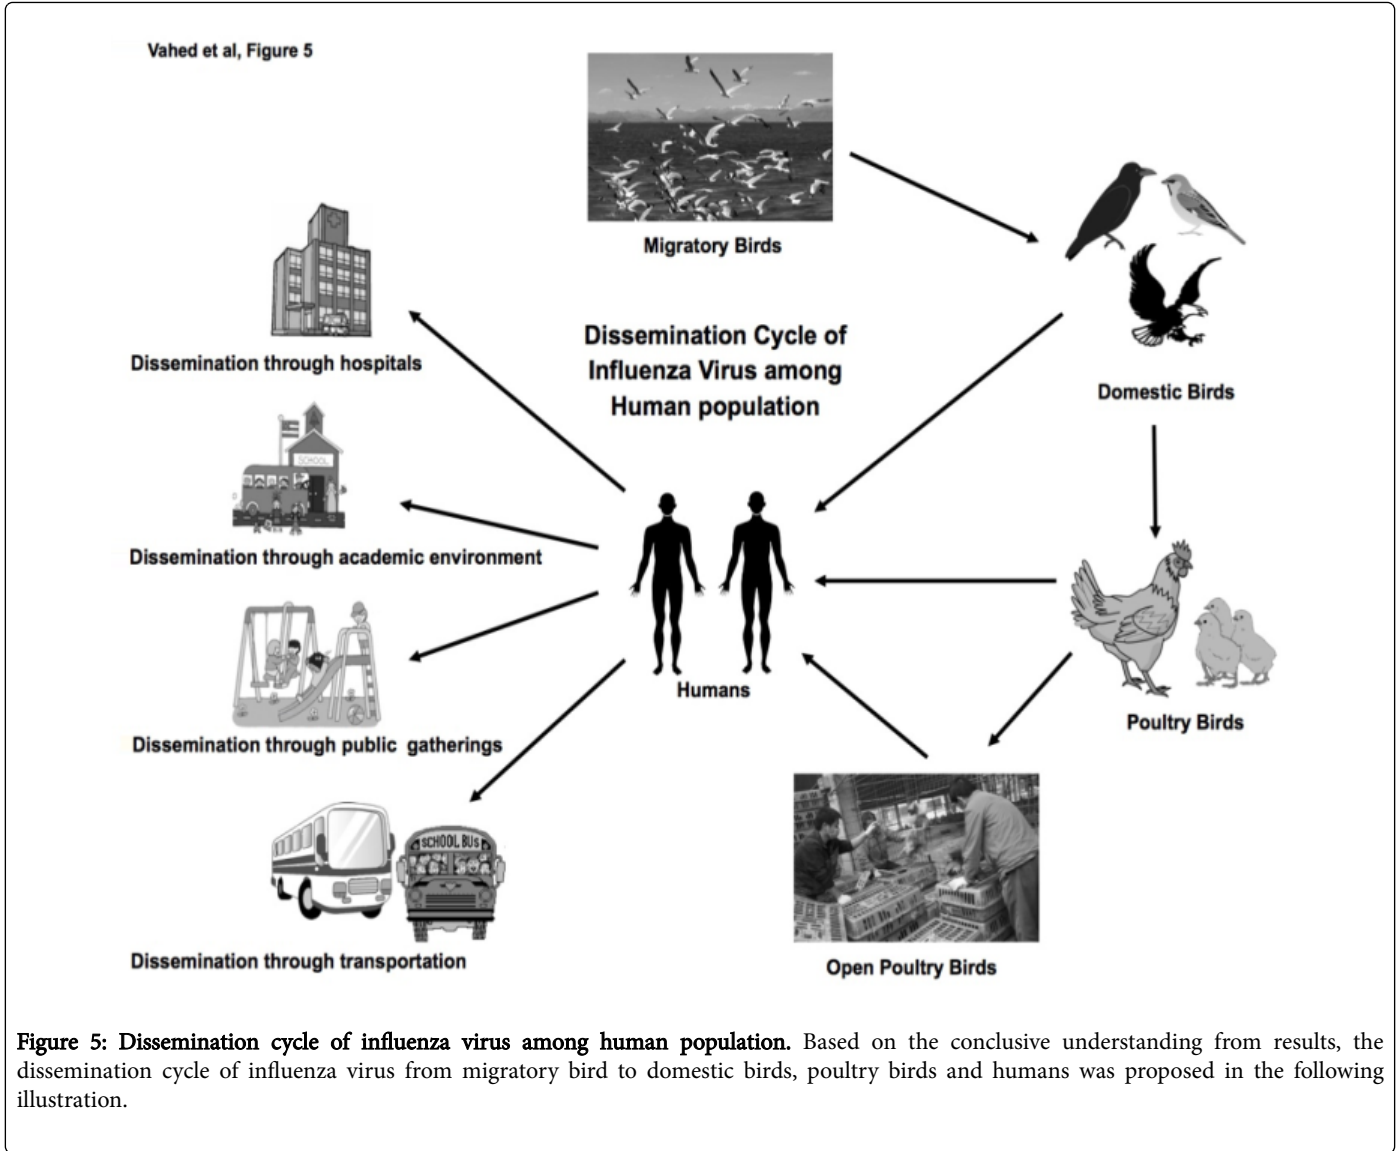 Vahed et al, Figure 5
Migratory Birds
Dissemination Cycle of
Influenza Virus among
Human population
Domestic Birds
Dissemination through hospitals
SCHOOL
Dissemination through academic environment
Humans
Poultry Birds
Dissemination through public gatherings
SCHOOL BUS
Dissemination through transportation
Open Poultry Birds
Figure 5: Dissemination cycle of influenza virus among human population. Based on the conclusive understanding from results, the
dissemination cycle of influenza virus from migratory bird to domestic birds, poultry birds and humans was proposed in the following
illustration.